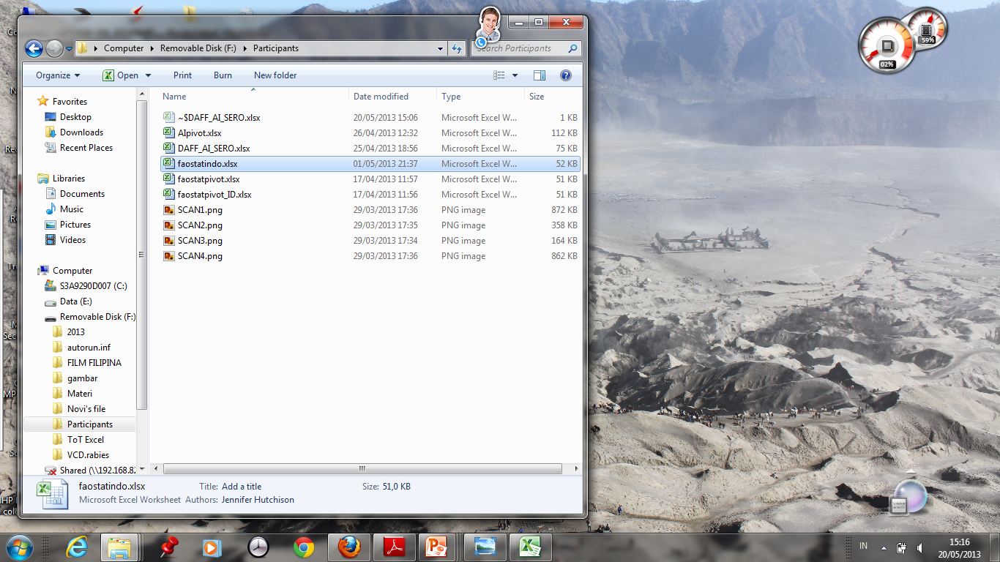 Computer Removable Disk (F:) Participants
Search Participants
Organize Open Print Burn New folder
Name Date modified Type Size
~$DAFF_AI_SERO.xlsx 20/05/2013 15:06 Microsoft Excel W... 1 KB
AIpivot.xlsx 26/04/2013 12:32 Microsoft Excel W... 112 KB
DAFF_AI_SERO.xlsx 25/04/2013 18:56 Microsoft Excel W... 75 KB
faostatindo.xlsx 01/05/2013 21:37 Microsoft Excel W... 52 KB
faostatpivot.xlsx 17/04/2013 11:57 Microsoft Excel W... 51 KB
faostatpivot_ID.xlsx 17/04/2013 11:56 Microsoft Excel W... 51 KB
SCAN1.png 29/03/2013 17:36 PNG image 872 KB
SCAN2.png 29/03/2013 17:35 PNG image 358 KB
SCAN3.png 29/03/2013 17:34 PNG image 164 KB
SCAN4.png 29/03/2013 17:36 PNG image 862 KB
Favorites
Desktop
Downloads
Recent Places
Libraries
Documents
Music
Pictures
Videos
Computer
S3A9290D007 (C:)
Data (E:)
Removable Disk (F:)
2013
autorun.inf
FILM FILIPINA
gambar
Materi
Novi's file
Participants
ToT Excel
VCD.rabies
Shared (\\192.168.82
faostatindo.xlsx Title: Add a title Size: 51,0 KB
Microsoft Excel Worksheet Authors: Jennifer Hutchison
02%
59%
IN
15:16
20/05/2013